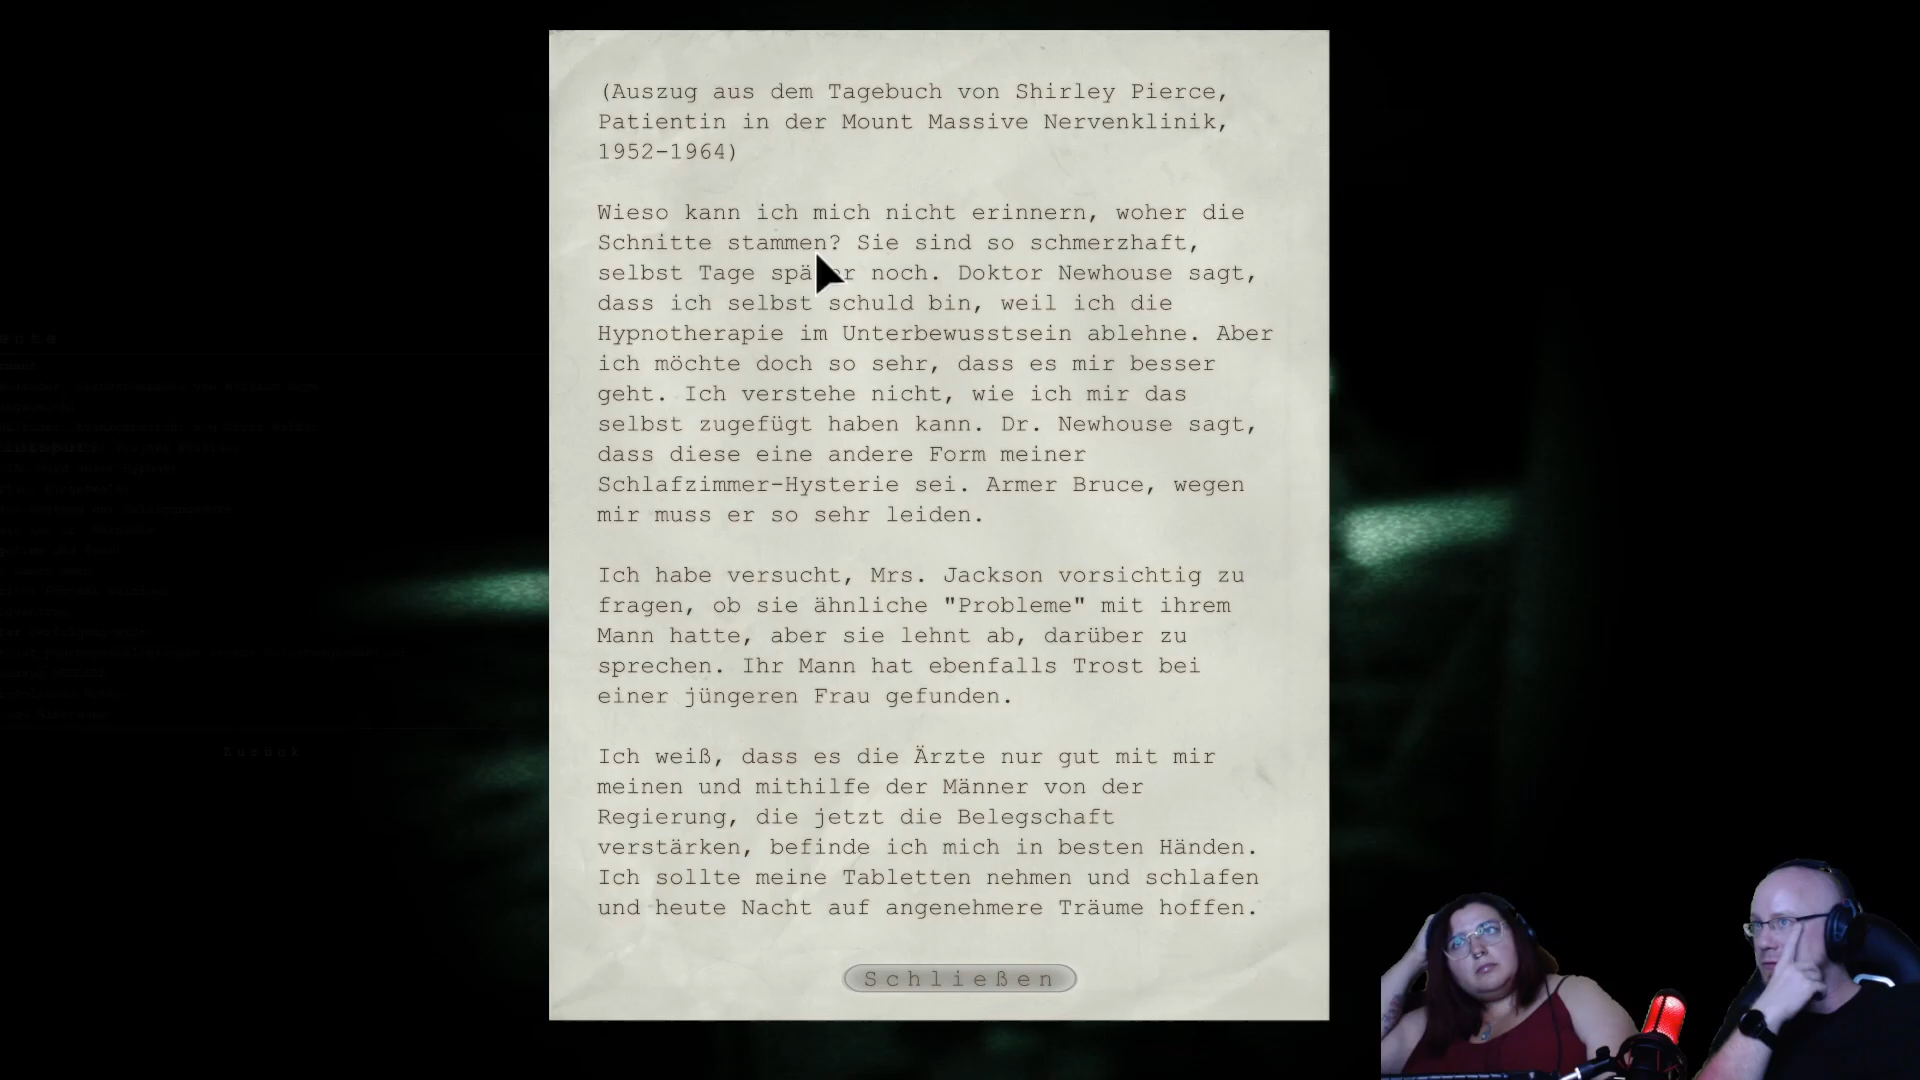 (Auszug aus dem Tagebuch von Shirley Pierce,
Patientin in der Mount Massive Nervenklinik,
1952-1964)
Wieso kann ich mich nicht erinnern, woher die
Schnitte stammen? Sie sind so schmerzhaft,
selbst Tage noch. Doktor Newhouse sagt,
dass ich selbst schuld bin, weil ich die
Hypnotherapie im Unterbewusstsein ablehne. Aber
ich möchte doch so sehr, dass es mir besser
geht. Ich verstehe nicht, wie ich mir das
selbst zugefügt haben kann. Dr. Newhouse sagt,
dass diese eine andere Form meiner
Schlafzimmer-Hysterie sei. Armer Bruce, wegen
mir muss er so sehr leiden.
Ich habe versucht, Mrs. Jackson vorsichtig zu
fragen, ob sie ähnliche "Probleme" mit ihrem
Mann hatte, aber sie lehnt ab, darüber zu
sprechen. Ihr Mann hat ebenfalls Trost bei
einer jüngeren Frau gefunden.
Ich weiß, dass es die Ärzte nur gut mit mir
meinen und mithilfe der Männer von der
Regierung, die jetzt die Belegschaft
verstärken, befinde ich mich in besten Händen.
Ich sollte meine Tabletten nehmen und schlafen
und heute Nacht auf angenehmere Träume hoffen.
Zurück
Schließen